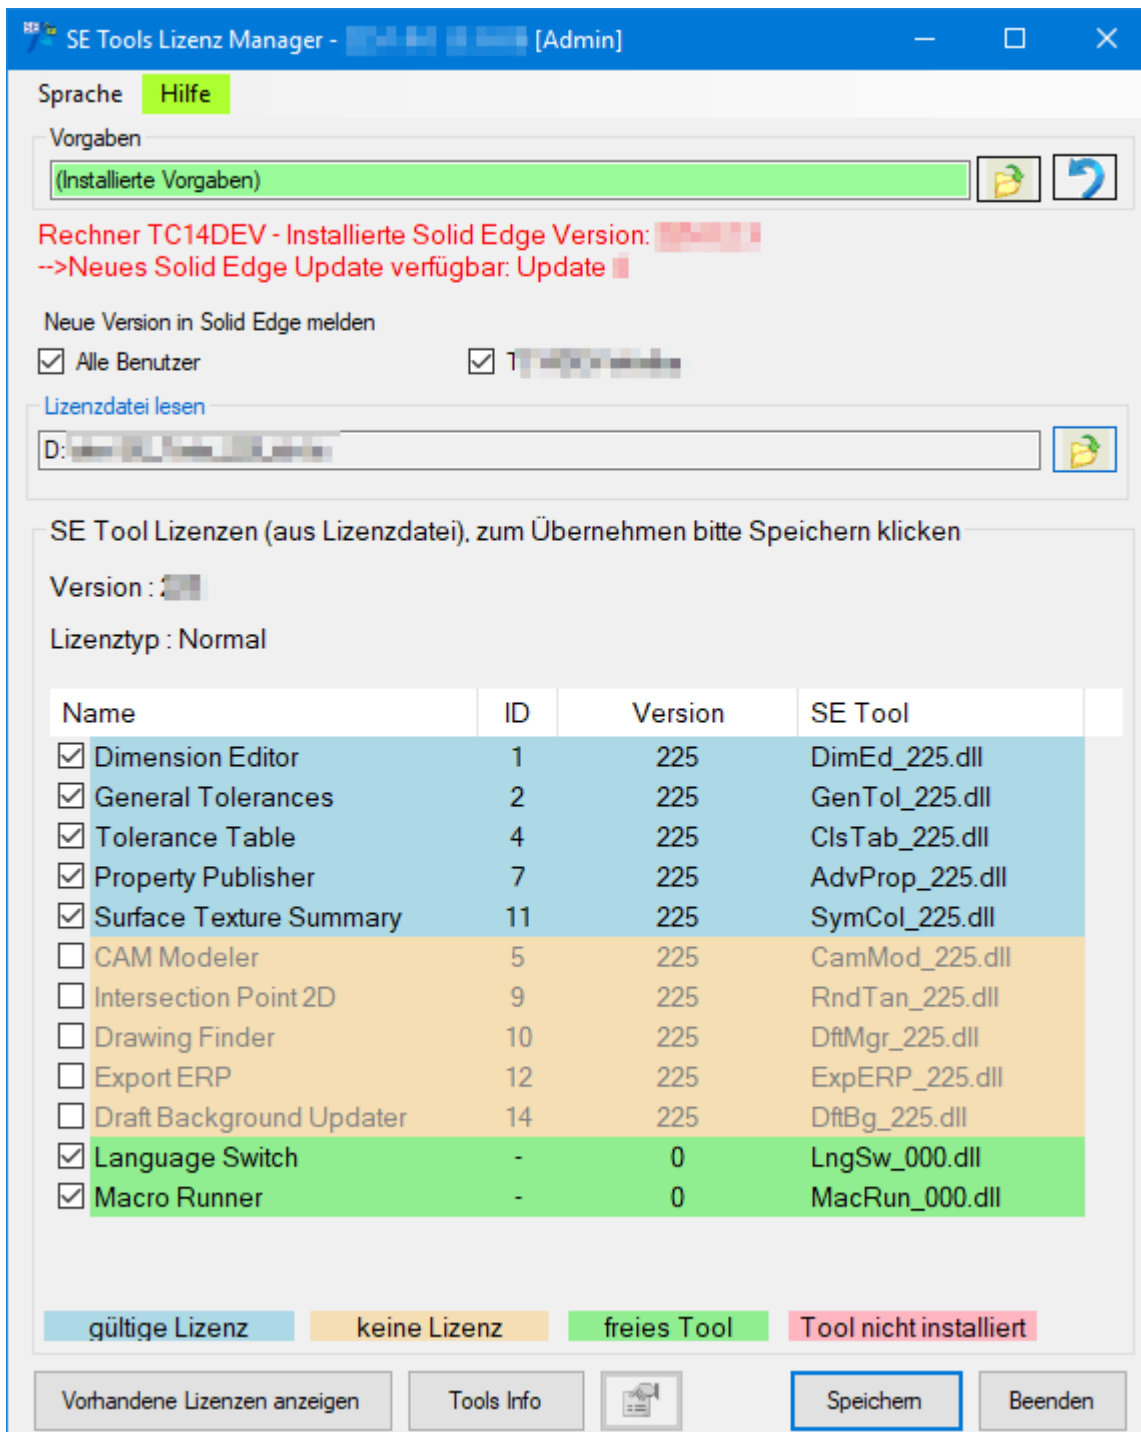 SE Tools Lizenz Manager - [Admin]
Sprache Hilfe
Vorgaben
(Installierte Vorgaben)
Rechner TC14DEV - Installierte Solid Edge Version:
-->Neues Solid Edge Update verfügbar: Update
Neue Version in Solid Edge melden
Alle Benutzer
Lizenzdatei lesen
D:
SE Tool Lizenzen (aus Lizenzdatei), zum Übernehmen bitte Speichern klicken
Version :
Lizenztyp : Normal
Name ID Version SE Tool
Dimension Editor 1 225 DimEd_225.dll
General Tolerances 2 225 GenTol_225.dll
Tolerance Table 4 225 ClsTab_225.dll
Property Publisher 7 225 AdvProp_225.dll
Surface Texture Summary 11 225 SymCol_225.dll
CAM Modeler 5 225 CamMod_225.dll
Intersection Point 2D 9 225 RndTan_225.dll
Drawing Finder 10 225 DftMgr_225.dll
Export ERP 12 225 ExpERP_225.dll
Draft Background Updater 14 225 DftBg_225.dll
Language Switch - 0 LngSw_000.dll
Macro Runner - 0 MacRun_000.dll
gültige Lizenz keine Lizenz freies Tool Tool nicht installiert
Vorhandene Lizenzen anzeigen Tools Info Speichern Beenden